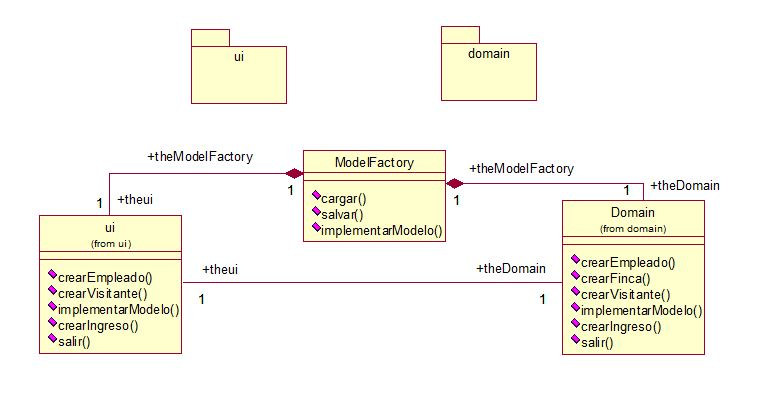 ui
domain
+theModelFactory
ModelFactory
+theModelFactory
1
1
cargar()
salvar()
implementarModelo()
1
+theui
1
+theDomain
ui
(from ui)
crearEmpleado()
crearVisitante()
implementarModelo()
crearIngreso()
salir()
+theui
1
+theDomain
1
Domain
(from domain)
crearEmpleado()
crearFinca()
crearVisitante()
implementarModelo()
crearIngreso()
salir()